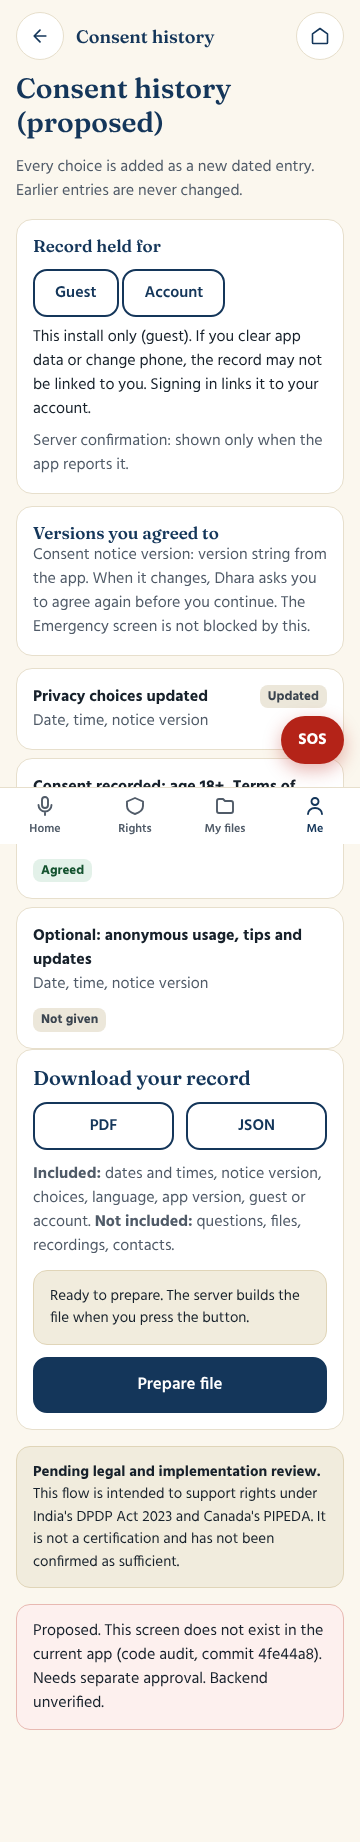 Consent history
Consent history
(proposed)
Every choice is added as a new dated entry.
Earlier entries are never changed.
Record held for
Guest
Account
This install only (guest). If you clear app
data or change phone, the record may not
be linked to you. Signing in links it to your
account.
Server confirmation: shown only when the
app reports it.
Versions you agreed to
Consent notice version: version string from
the app. When it changes, Dhara asks you
to agree again before you continue. The
Emergency screen is not blocked by this.
Privacy choices updated
Updated
Date, time, notice version
SOS
Consent recorded: age 18+, Terms of
Home
Rights
My files
Me
Agreed
Optional: anonymous usage, tips and
updates
Date, time, notice version
Not given
Download your record
PDF
JSON
Included: dates and times, notice version,
choices, language, app version, guest or
account. Not included: questions, files,
recordings, contacts.
Ready to prepare. The server builds the
file when you press the button.
Prepare file
Pending legal and implementation review.
This flow is intended to support rights under
India's DPDP Act 2023 and Canada's PIPEDA. It
is not a certification and has not been
confirmed as sufficient.
Proposed. This screen does not exist in the
current app (code audit, commit 4fe44a8).
Needs separate approval. Backend
unverified.